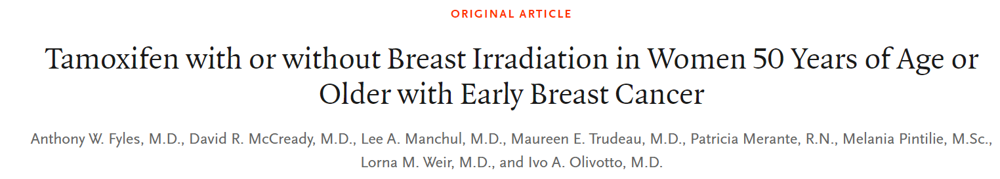 ORIGINAL ARTICLE
Tamoxifen with or without Breast Irradiation in Women 50 Years of Age or
Older with Early Breast Cancer
Anthony W. Fyles, M.D., David R. McCready, M.D., Lee A. Manchul, M.D., Maureen E. Trudeau, M.D., Patricia Merante, R.N., Melania Pintilie, M.Sc.,
Lorna M. Weir, M.D., and Ivo A. Olivotto, M.D.